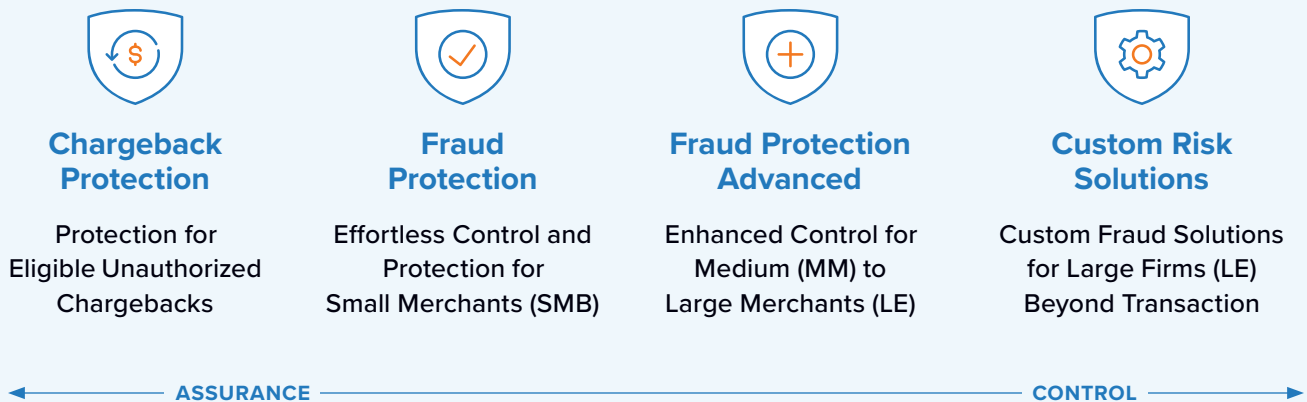 $
Chargeback
Protection
Protection for
Eligible Unauthorized
Chargebacks
Fraud
Protection
Effortless Control and
Protection for
Small Merchants (SMB)
Fraud Protection
Advanced
Enhanced Control for
Medium (MM) to
Large Merchants (LE)
Custom Risk
Solutions
Custom Fraud Solutions
for Large Firms (LE)
Beyond Transaction
ASSURANCE
CONTROL